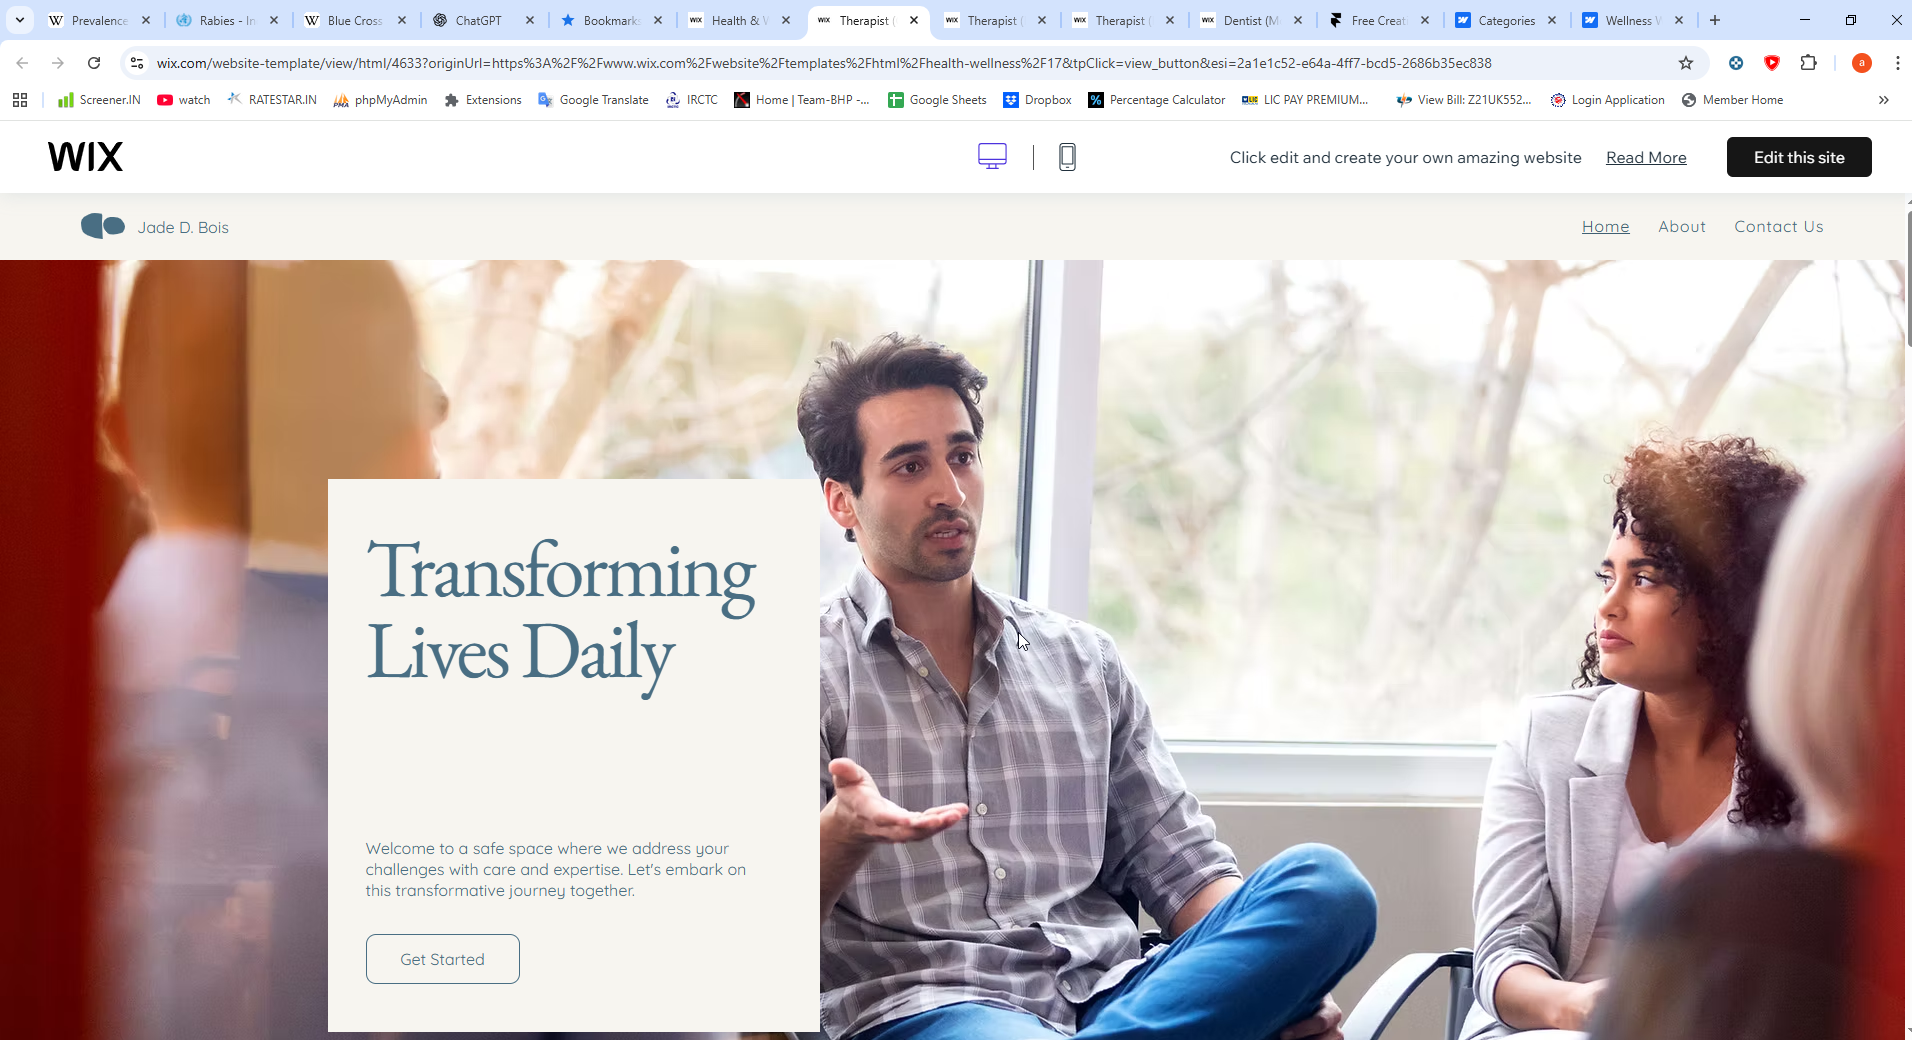 Prevalence
Rabies - In
Blue Cross
ChatGPT
Bookmark
Health & W
Therapist (
Therapist (
Therapist (
Dentist (M
Free Creat
Categories
Wellness W
wix.com/website-template/view/html/4633?originUrl=https%3A%2F%2Fwww.wix.com%2Fwebsite%2Ftemplates%2Fhtml%2Fhealth-wellness%2F17&tpClick=view_button&esi=2a1e1c52-e64a-4ff7-bcd5-2686b35ec838
a
Screener.IN
watch
RATESTAR.IN
phpMyAdmin
Extensions
Google Translate
IRCTC
Home | Team-BHP -...
Google Sheets
Dropbox
Percentage Calculator
LIC PAY PREMIUM...
View Bill: Z21UK552...
Login Application
Member Home
WIX
Click edit and create your own amazing website
Read More
Edit this site
Jade D. Bois
Home
About
Contact Us
Transforming
Lives Daily
Welcome to a safe space where we address your
challenges with care and expertise. Let's embark on
this transformative journey together.
Get Started